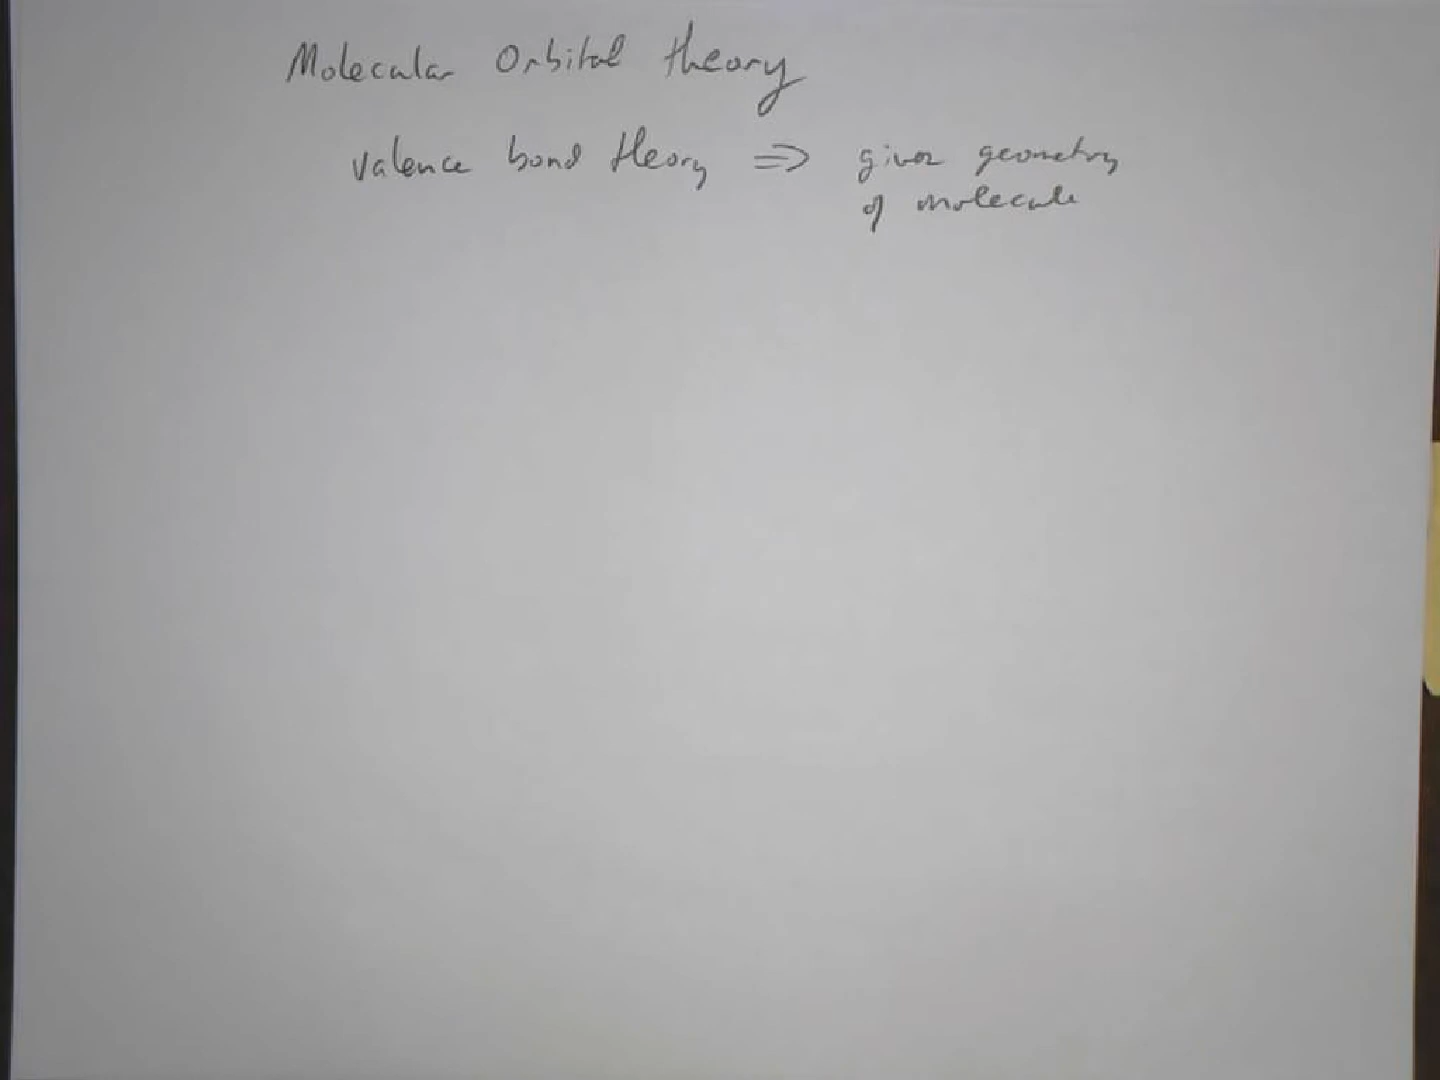 Molecular Orbital theory
valence bond theory ⇒ gives geometry
of molecule